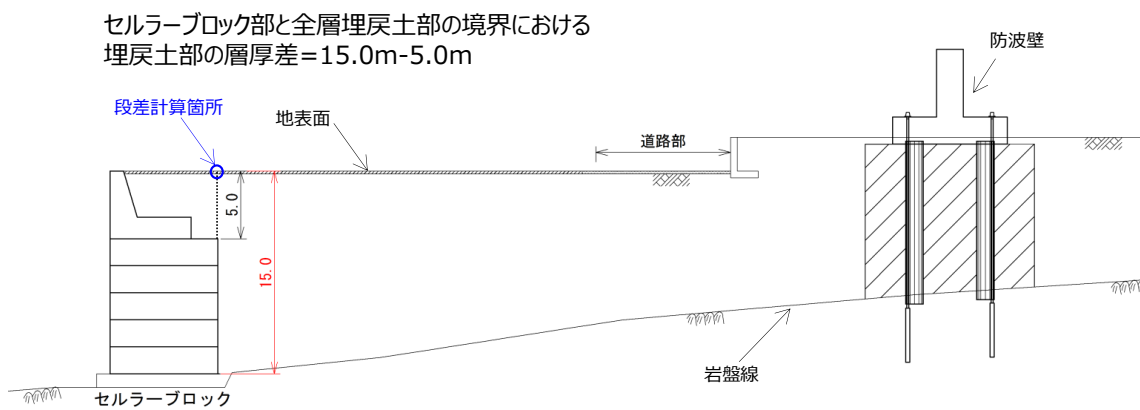 セルラーブロック部と全層埋戻土部の境界における
埋戻土部の層厚差=15.0m-5.0m
防波壁
段差計算箇所
地表面
道路部
5.0
15.0
岩盤線
セルラーブロック